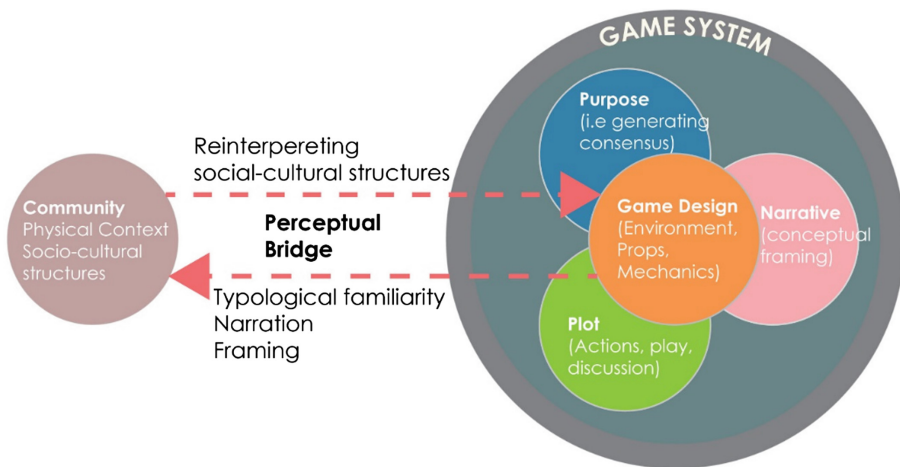 GAME SYSTEM
Purpose
(i.e generating
consensus)
Reinterpereting
social-cultural structures
Community
Physical Context
Socio-cultural
structures
Perceptual
Bridge
Game Design
(Environment,
Props,
Mechanics)
Narrative
(conceptual
framing)
Typological familiarity
Narration
Framing
Plot
(Actions, play,
discussion)